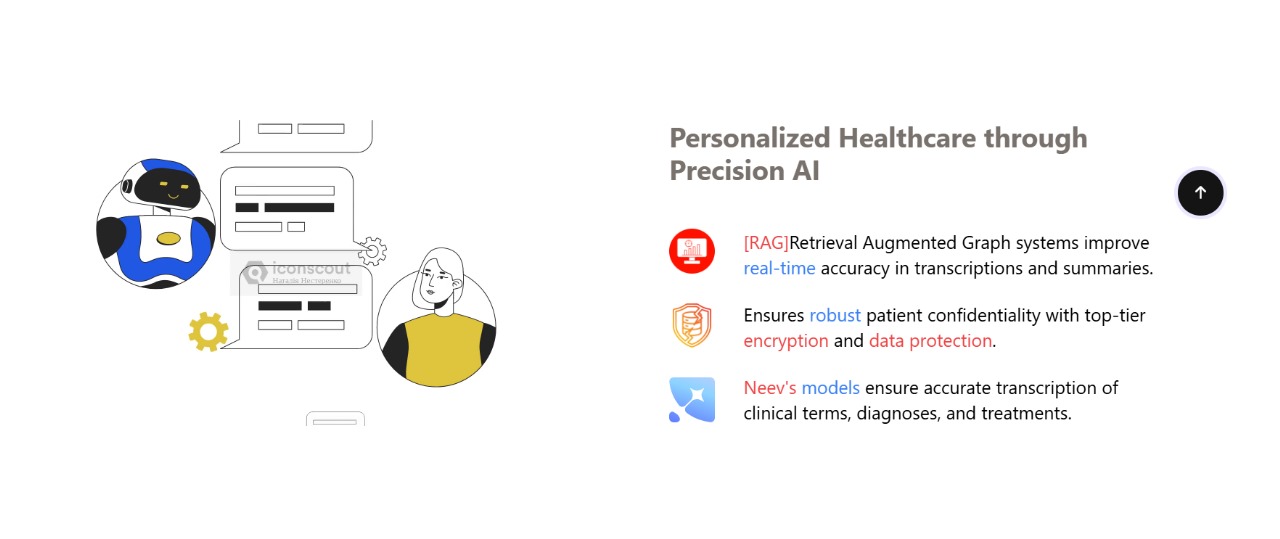 Personalized Healthcare through
Precision AI
[RAG]Retrieval Augmented Graph systems improve
real-time accuracy in transcriptions and summaries.
Ensures robust patient confidentiality with top-tier
encryption and data protection.
Neev's models ensure accurate transcription of
clinical terms, diagnoses, and treatments.
iconscout
Наталія Нестеренко